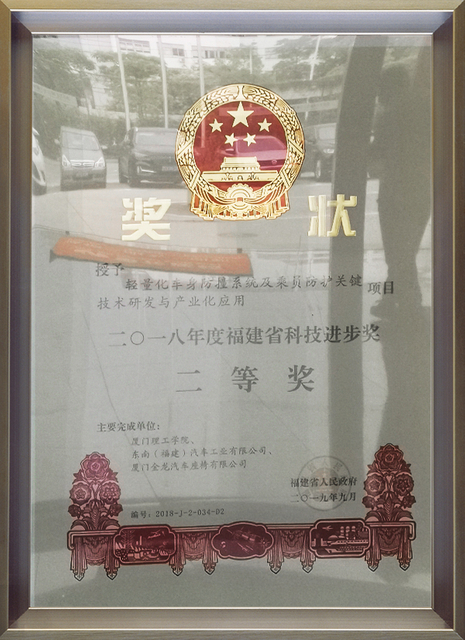 奖 状
授予
轻量化车身防撞系统及乘员防护关键 项目
技术研发与产业化应用
二〇一八年度福建省科技进步奖
二等奖
主要完成单位：
厦门理工学院、
东南（福建）汽车工业有限公司、
厦门金龙汽车座椅有限公司
福建省人民政府
二〇一九年九月
编号：2018-J-2-034-D2